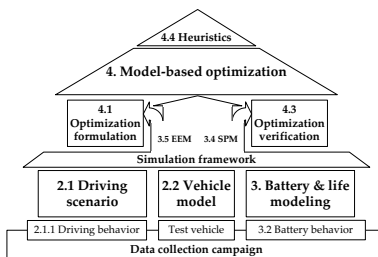 4.4 Heuristics
4. Model-based optimization
4.1
Optimization
formulation
3.5 EEM
3.4 SPM
4.3
Optimization
verification
Simulation framework
2.1 Driving
scenario
2.2 Vehicle
model
3. Battery & life
modeling
2.1.1 Driving behavior
Test vehicle
3.2 Battery behavior
Data collection campaign